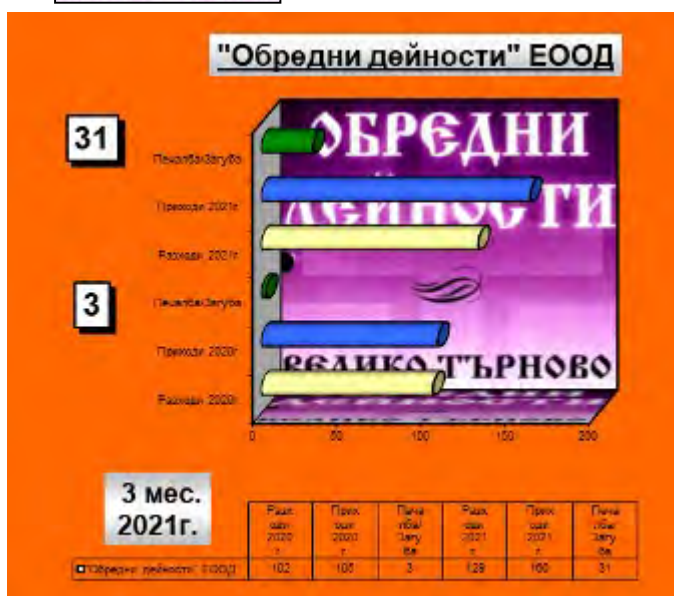 "Обредни дейности" ЕООД
ОБРЕДНИ
ДЕЙНОСТИ
ВЕЛИКО ТЪРНОВО
31
Печалба/Загуба
Приходи 2021г.
Разходи 2021г.
3
Печалба/Загуба
Приходи 2020г.
Разходи 2020г.
0 50 100 150 200
3 мес.
2021г.
Разх Прих Печа Разх Прих Печа
оди оди лба/ оди оди лба/
2020 2020 Загу 2021 2021 Загу
г. г. ба г. г. ба
"Обредни дейности" ЕООД 102 105 3 129 160 31